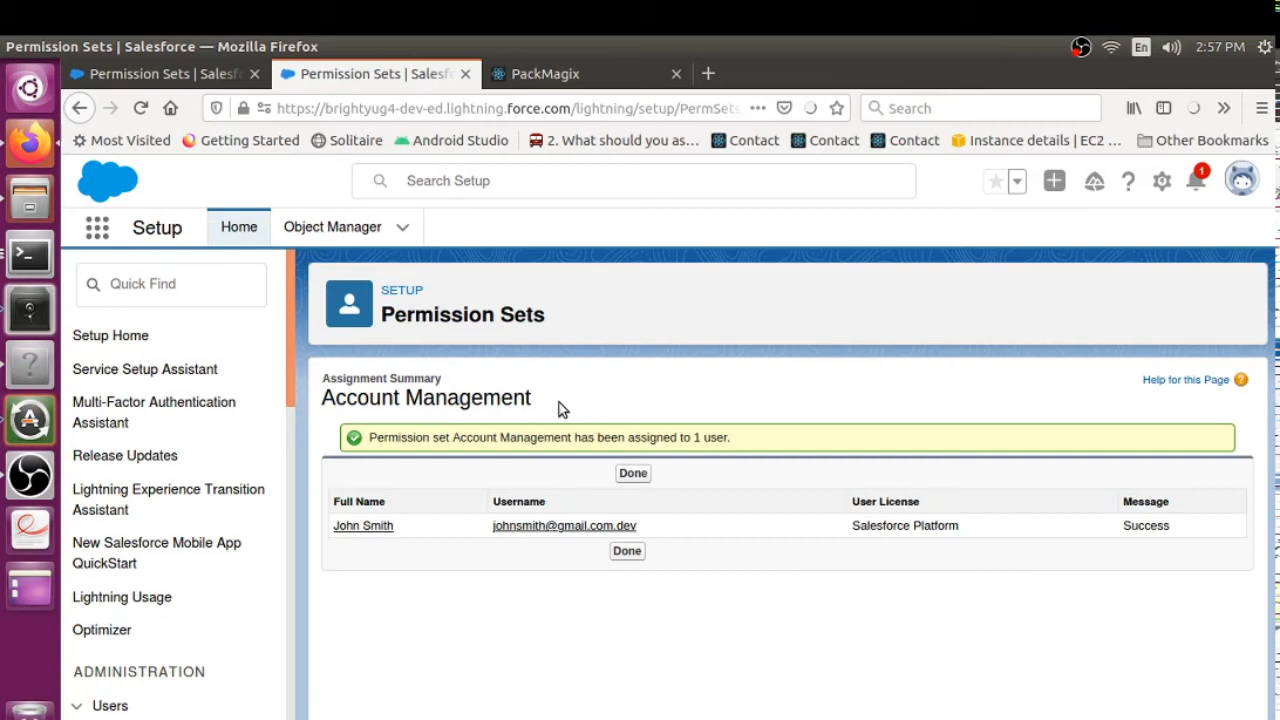 Permission Sets | Salesforce — Mozilla Firefox
En
2:57 PM
Permission Sets | Salesf
Permission Sets | Salesf
PackMagix
https://brightyug4-dev-ed.lightning.force.com/lightning/setup/PermSets
Search
Most Visited
Getting Started
Solitaire
Android Studio
2. What should you as...
Contact
Contact
Contact
Instance details | EC2 ...
Other Bookmarks
Search Setup
1
Setup
Home
Object Manager
Quick Find
Setup Home
Service Setup Assistant
Multi-Factor Authentication
Assistant
Release Updates
Lightning Experience Transition
Assistant
New Salesforce Mobile App
QuickStart
Lightning Usage
Optimizer
ADMINISTRATION
Users
SETUP
Permission Sets
Assignment Summary
Account Management
Help for this Page
Permission set Account Management has been assigned to 1 user.
Done
Full Name Username User License Message
John Smith johnsmith@gmail.com.dev Salesforce Platform Success
Done